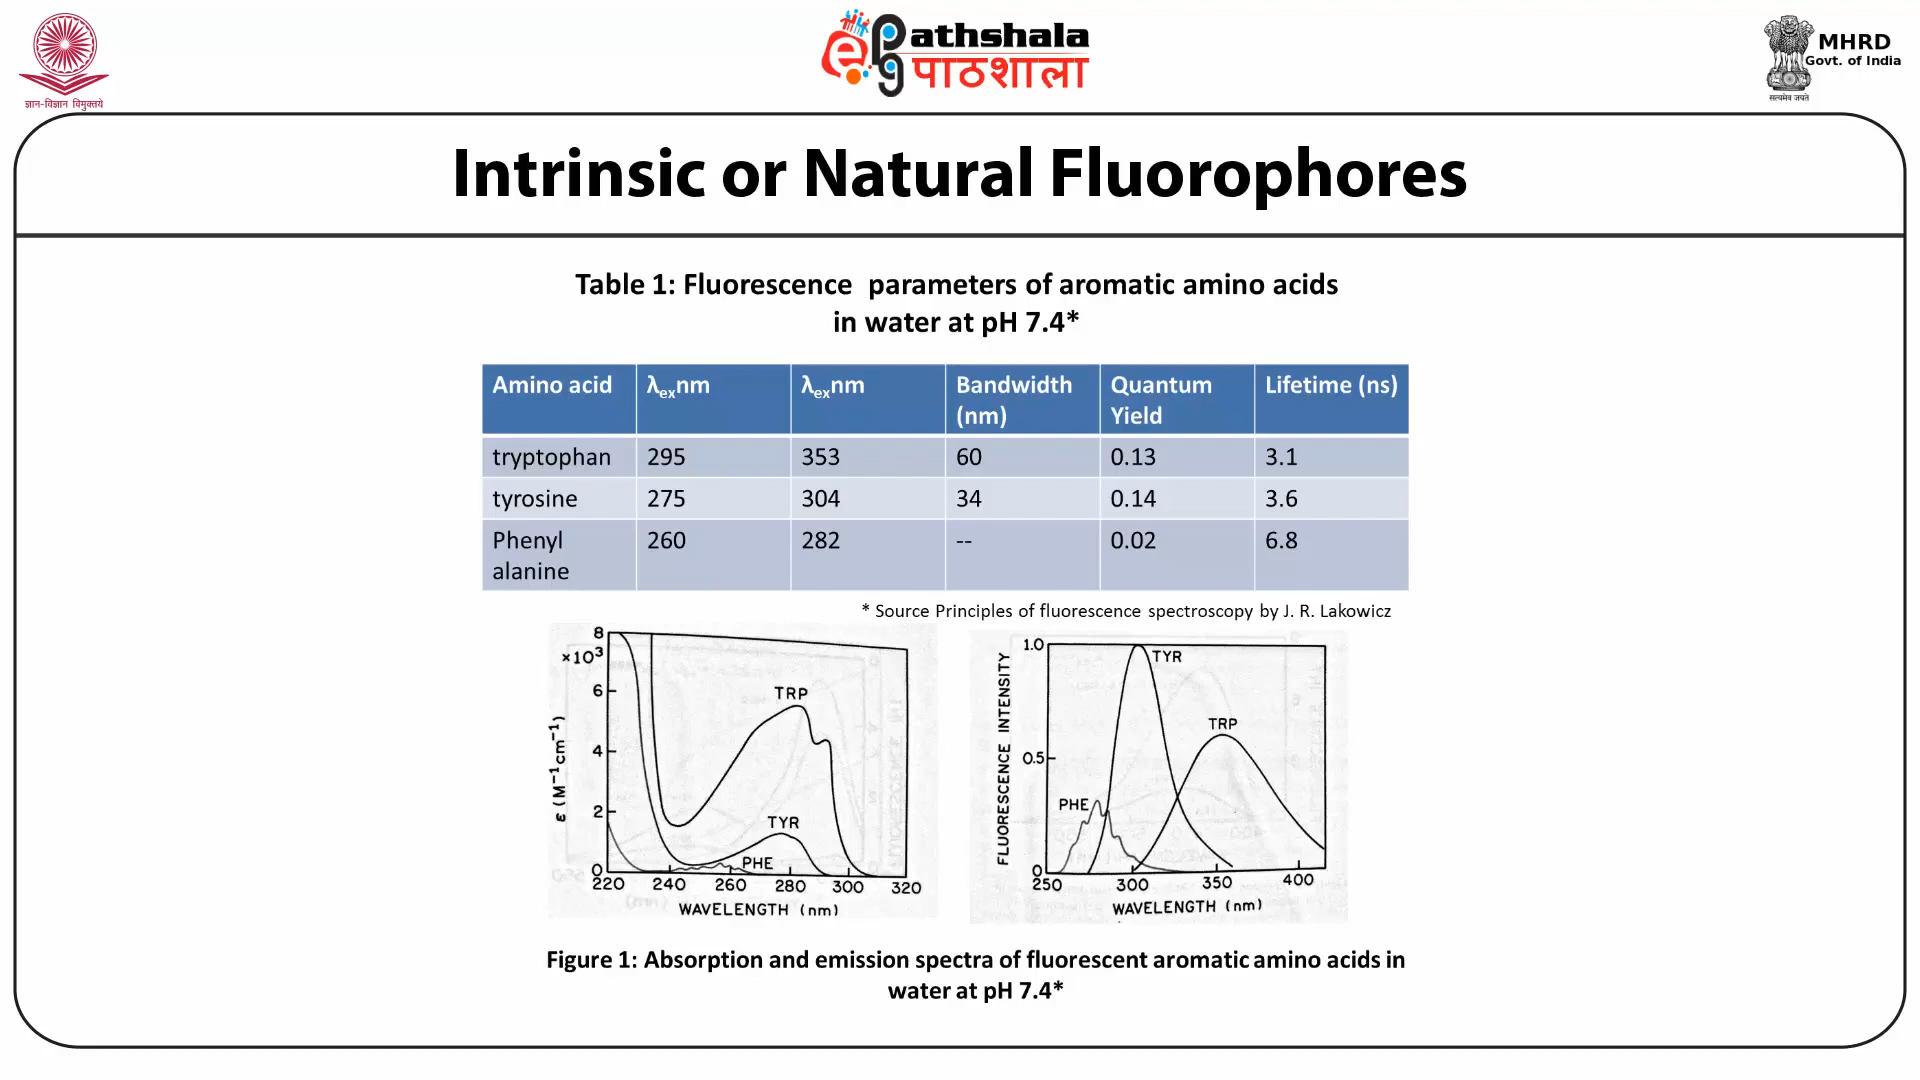 ज्ञान-विज्ञान विमुक्तये
ePathshala
पाठशाला
MHRD
Govt. of India
सत्यमेव जयते
Intrinsic or Natural Fluorophores
Table 1: Fluorescence parameters of aromatic amino acids
in water at pH 7.4*
Amino acid λexnm λexnm Bandwidth (nm) Quantum Yield Lifetime (ns)
tryptophan 295 353 60 0.13 3.1
tyrosine 275 304 34 0.14 3.6
Phenyl alanine 260 282 -- 0.02 6.8
* Source Principles of fluorescence spectroscopy by J. R. Lakowicz
8
×10³
6
4
2
0
ε (M⁻¹cm⁻¹)
TRP
TYR
PHE
220 240 260 280 300 320
WAVELENGTH (nm)
1.0
0.5
0
FLUORESCENCE INTENSITY
TYR
TRP
PHE
250 300 350 400
WAVELENGTH (nm)
Figure 1: Absorption and emission spectra of fluorescent aromatic amino acids in
water at pH 7.4*